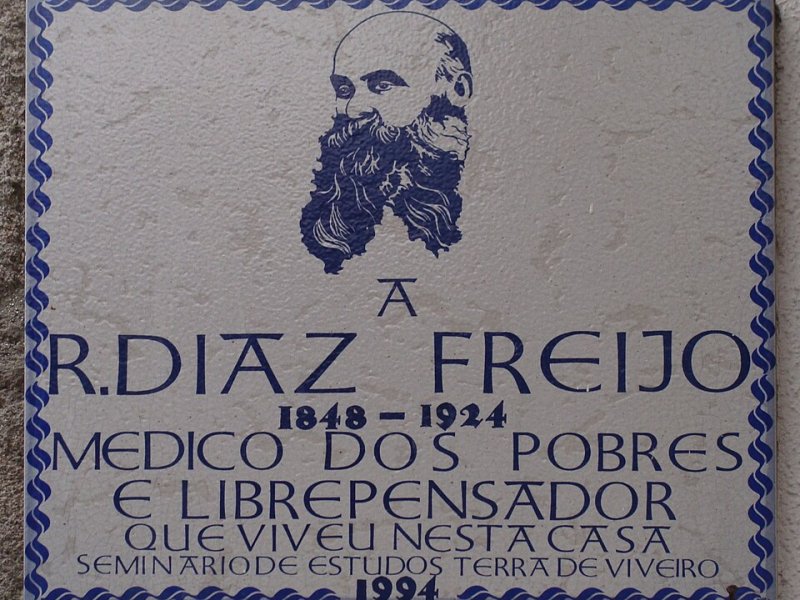 A
R. DIAZ FREIJO
1848 – 1924
MEDICO DOS POBRES
E LIBREPENSADOR
QUE VIVEU NESTA CASA
SEMINARIO DE ESTUDOS TERRA DE VIVEIRO
1994